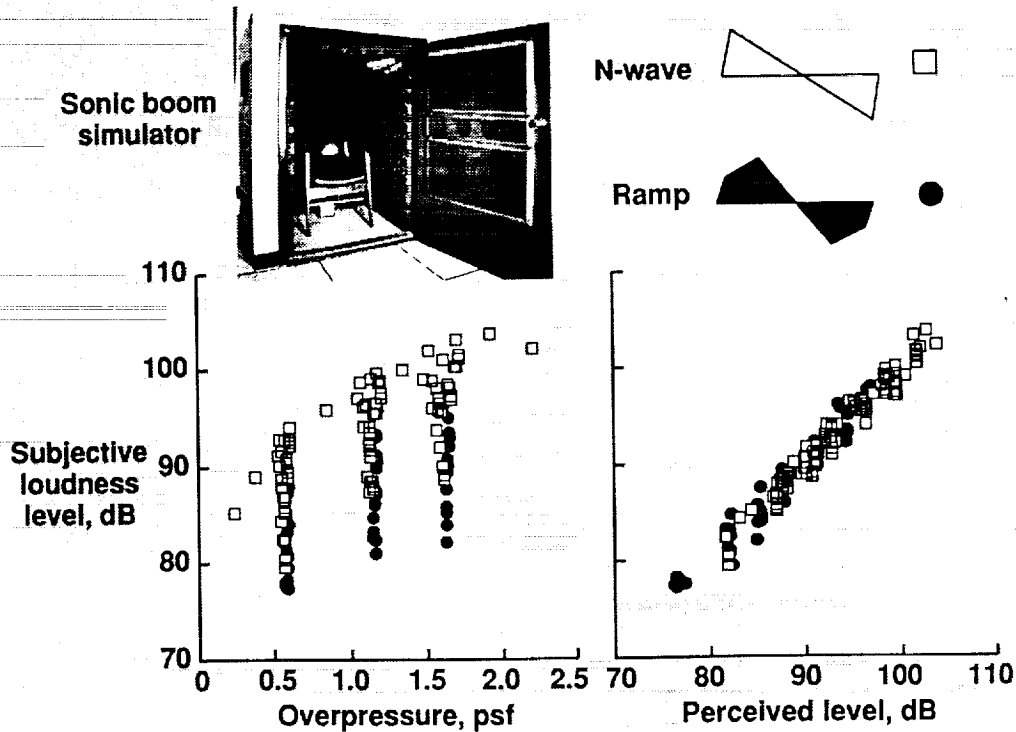 Sonic boom
simulator
N-wave
Ramp
110
100
90
80
70
Subjective
loudness
level, dB
0 0.5 1.0 1.5 2.0 2.5
Overpressure, psf
70 80 90 100 110
Perceived level, dB